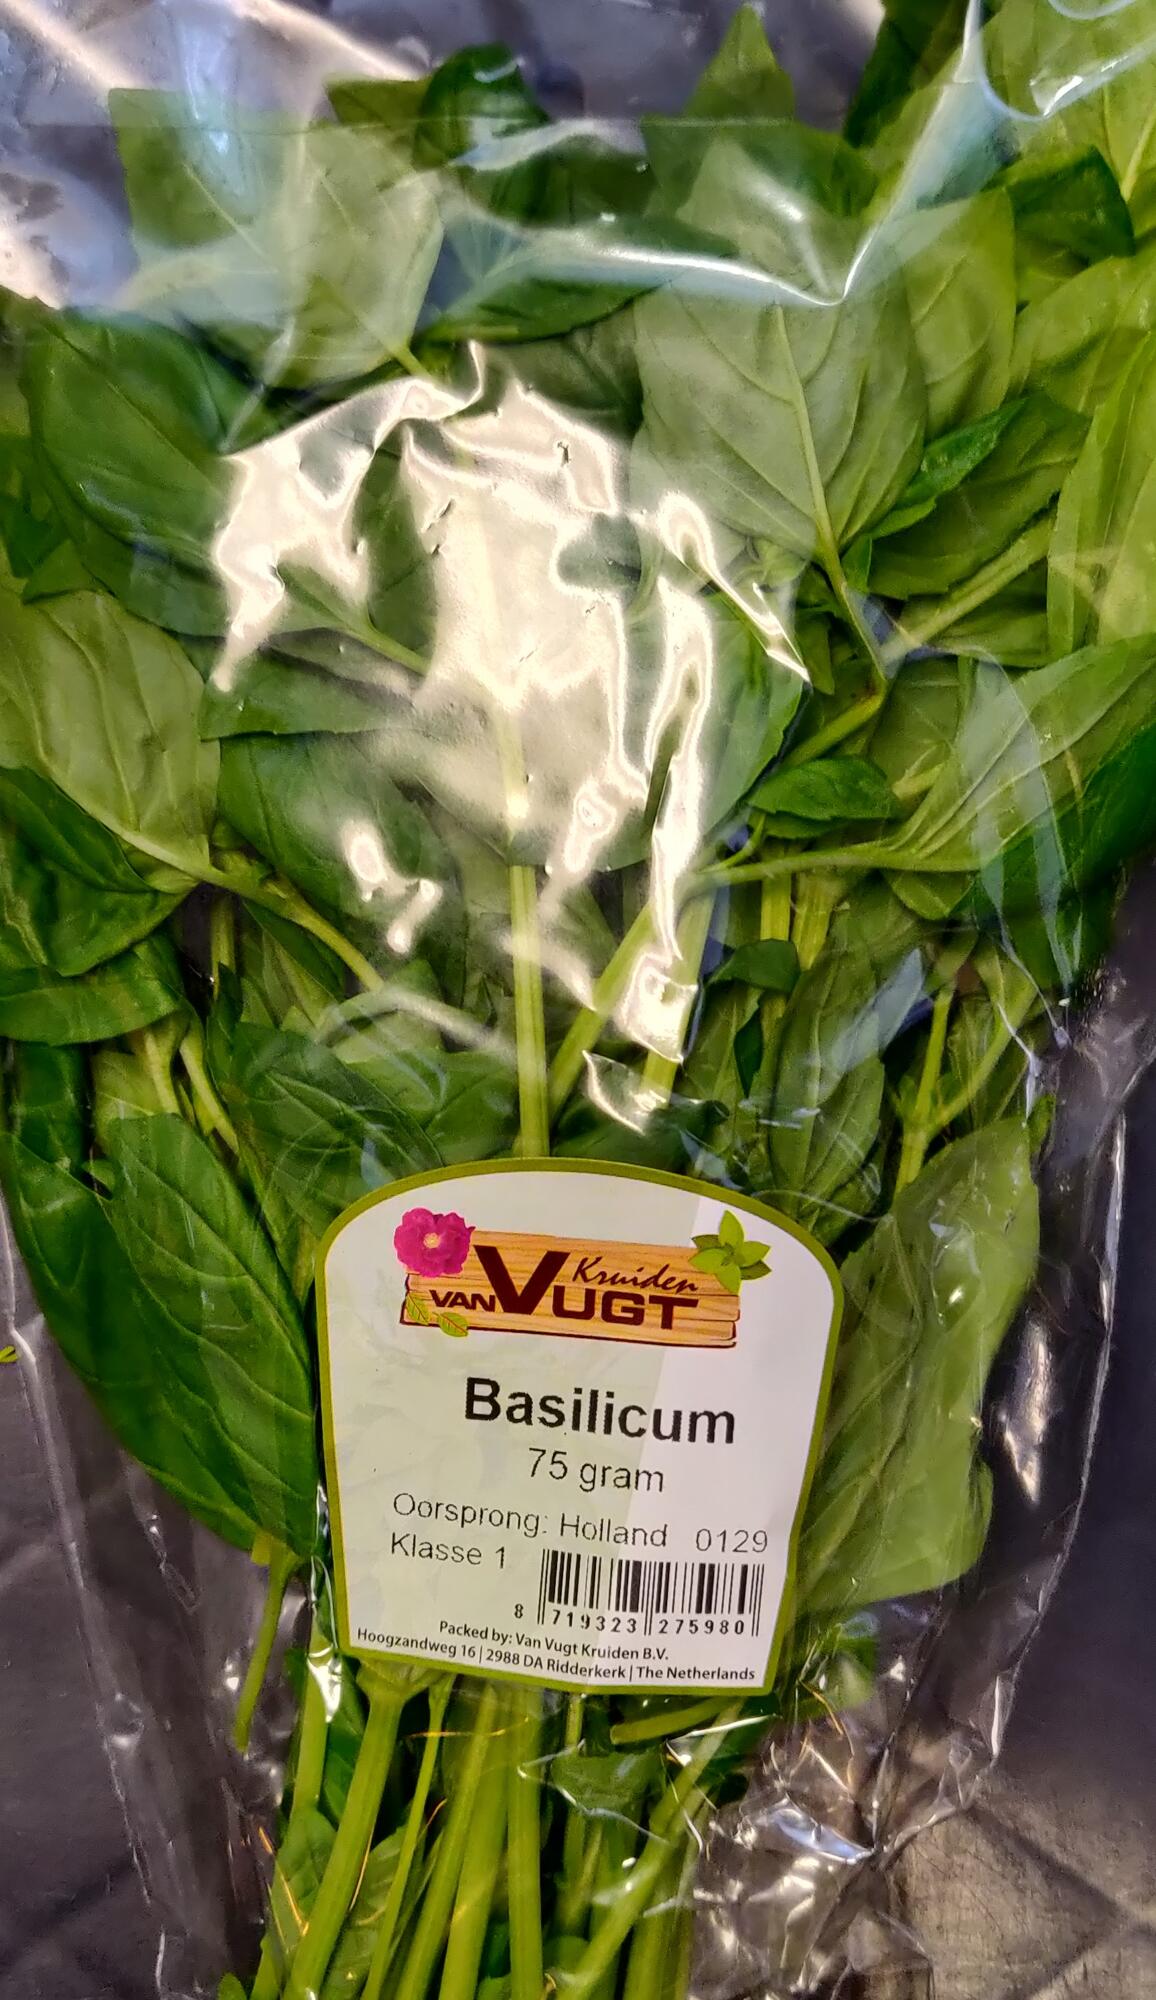 Kruiden
VAN VUGT
Basilicum
75 gram
Oorsprong: Holland 0129
Klasse 1
8 719323 275980
Packed by: Van Vugt Kruiden B.V.
Hoogzandweg 16 | 2988 DA Ridderkerk | The Netherlands